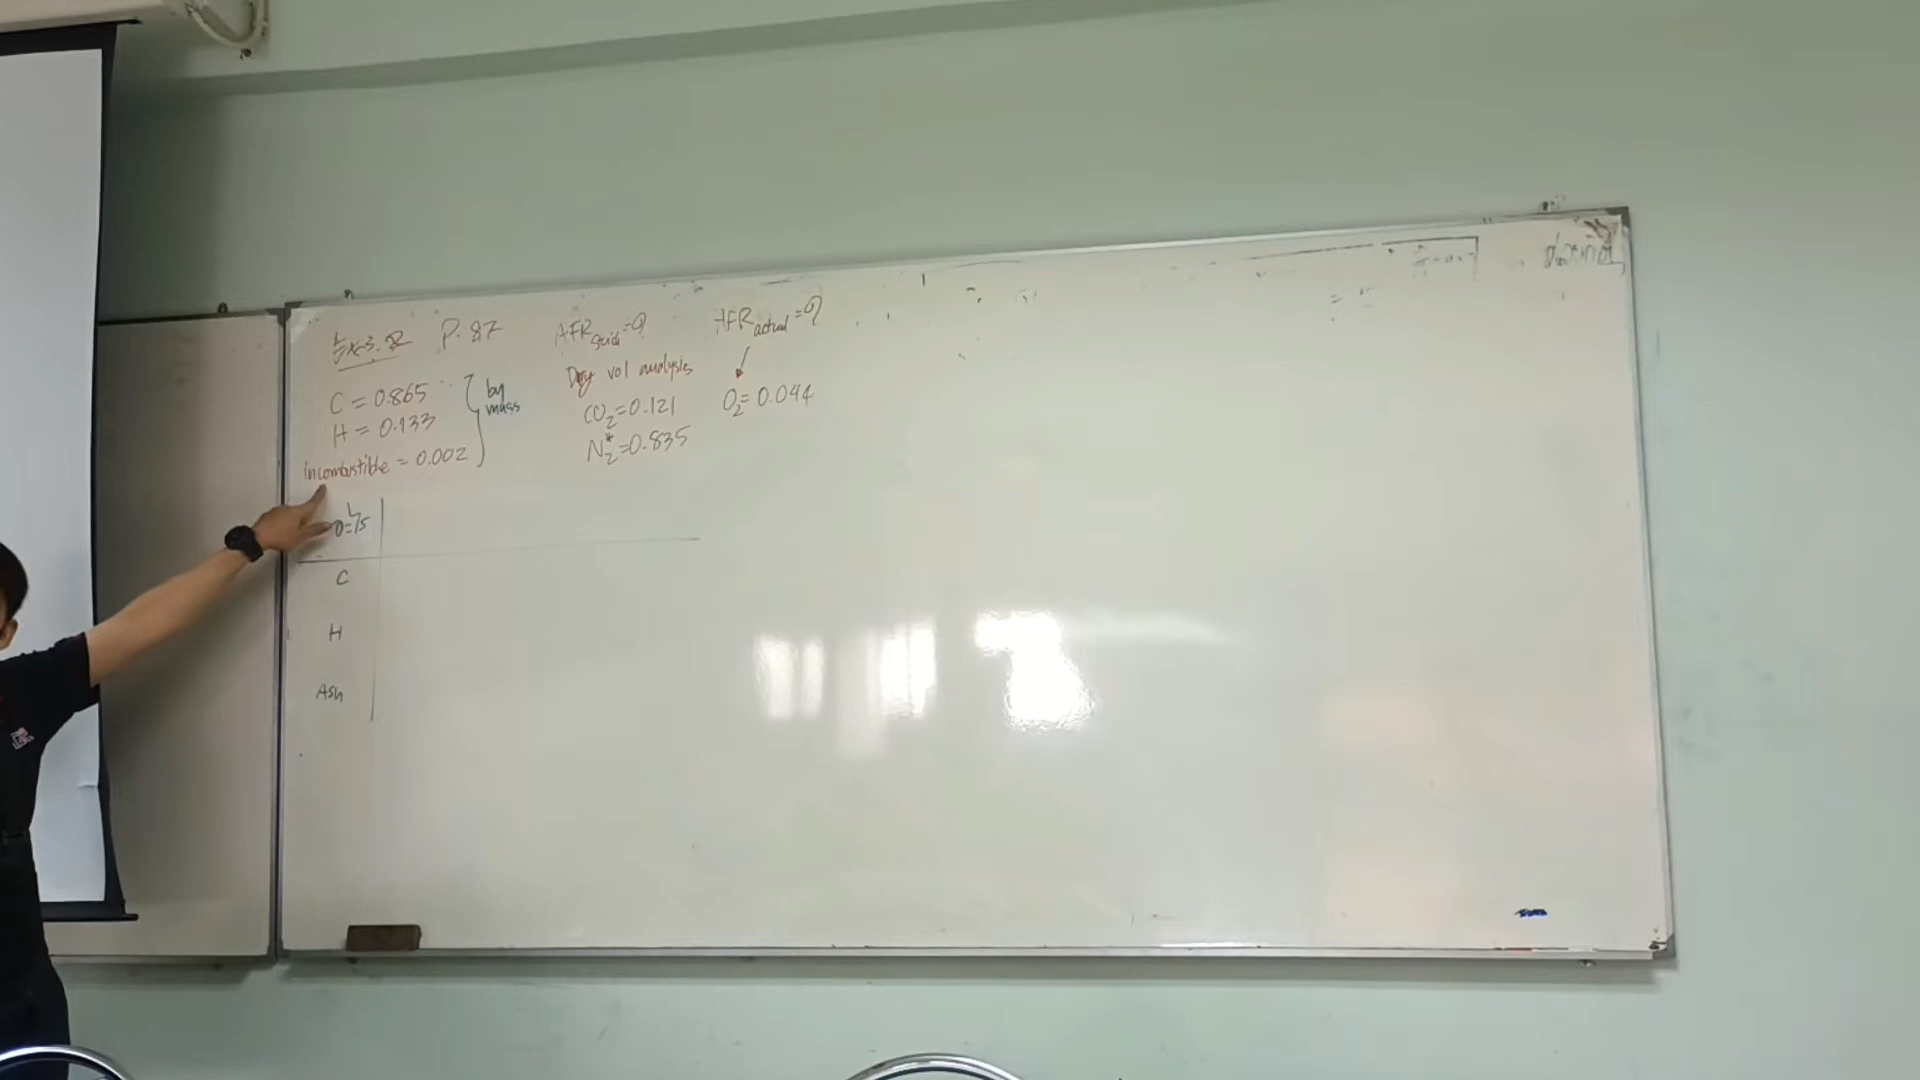 Ex 3.2 P.87
AFR =? AFR actual =?
C = 0.865
H = 0.133
incombustible = 0.002
by
mass
Dry vol analysis
CO2=0.121 O2=0.044
N2*=0.835
C
H
Ash